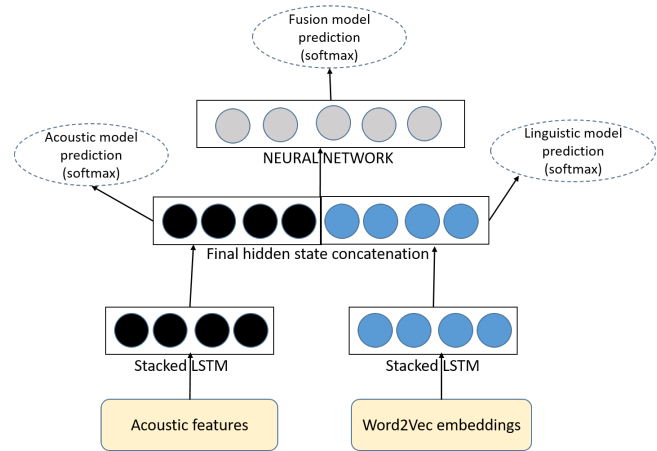 Fusion model
prediction
(softmax)
NEURAL NETWORK
Acoustic model
prediction
(softmax)
Linguistic model
prediction
(softmax)
Final hidden state concatenation
Stacked LSTM
Stacked LSTM
Acoustic features
Word2Vec embeddings